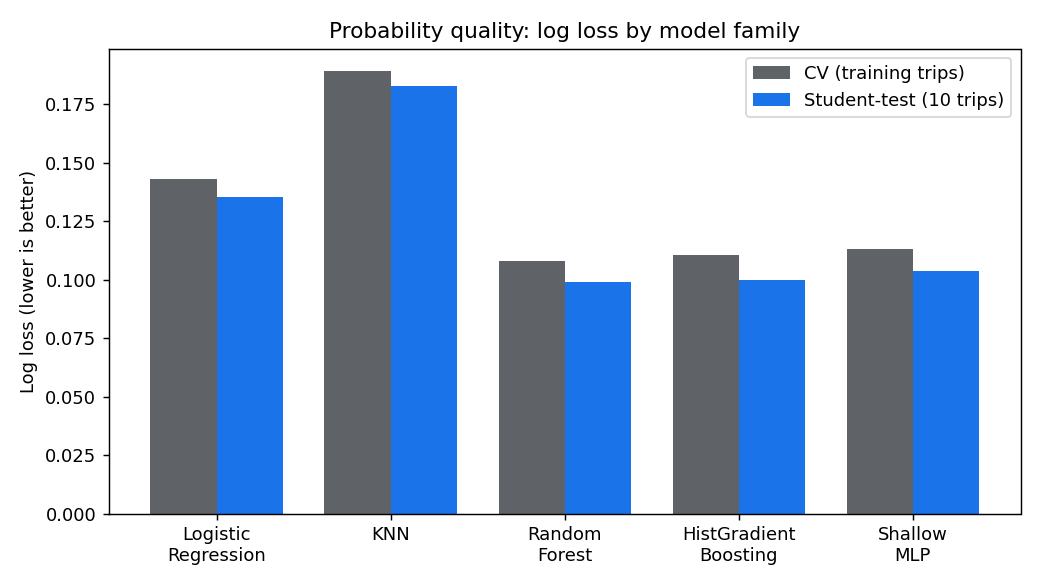 Probability quality: log loss by model family
CV (training trips)
Student-test (10 trips)
Log loss (lower is better)
0.175
0.150
0.125
0.100
0.075
0.050
0.025
0.000
Logistic
Regression
KNN
Random
Forest
HistGradient
Boosting
Shallow
MLP